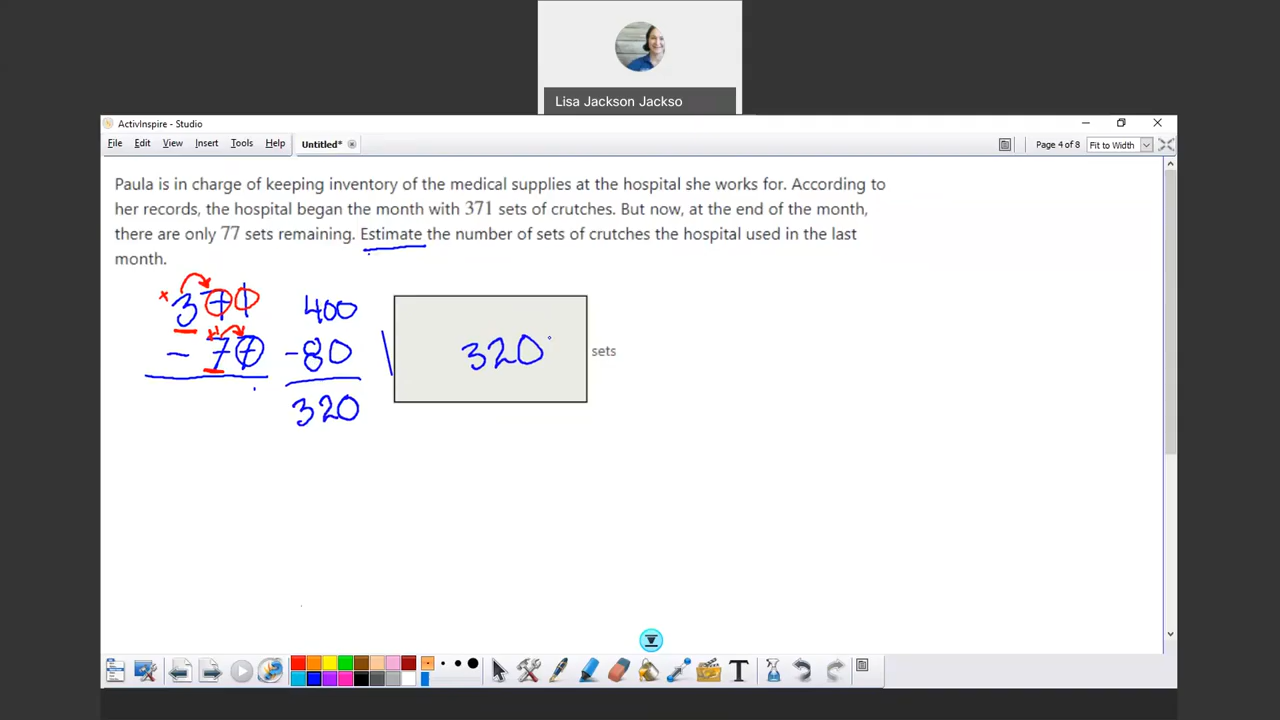 Lisa Jackson Jackso
ActivInspire - Studio
File Edit View Insert Tools Help Untitled* Page 4 of 8 Fit to Width
Paula is in charge of keeping inventory of the medical supplies at the hospital she works for. According to
her records, the hospital began the month with 371 sets of crutches. But now, at the end of the month,
there are only 77 sets remaining. Estimate the number of sets of crutches the hospital used in the last
month.
371 400
- 77 -80 320 sets
320
T